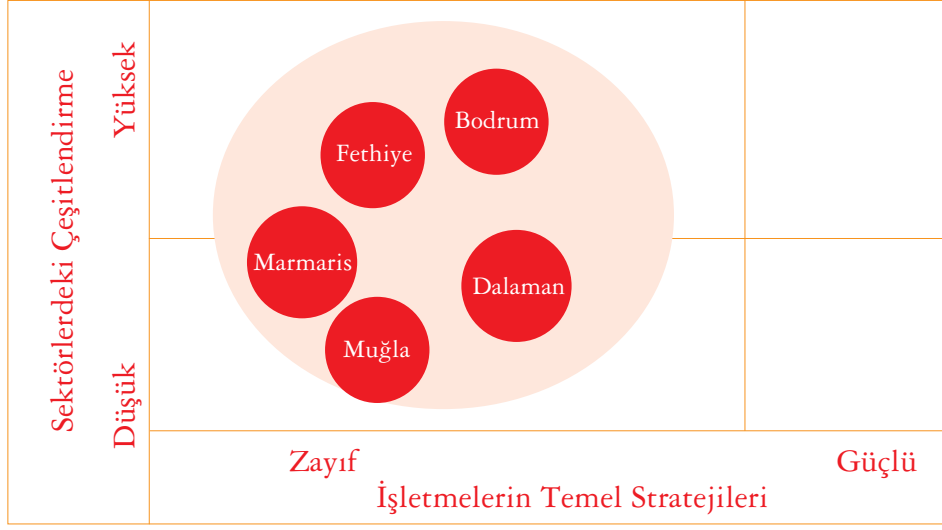 Sektörlerdeki Çeşitlendirme
Yüksek
Düşük
Bodrum
Fethiye
Marmaris
Dalaman
Muğla
Zayıf
Güçlü
İşletmelerin Temel Stratejileri